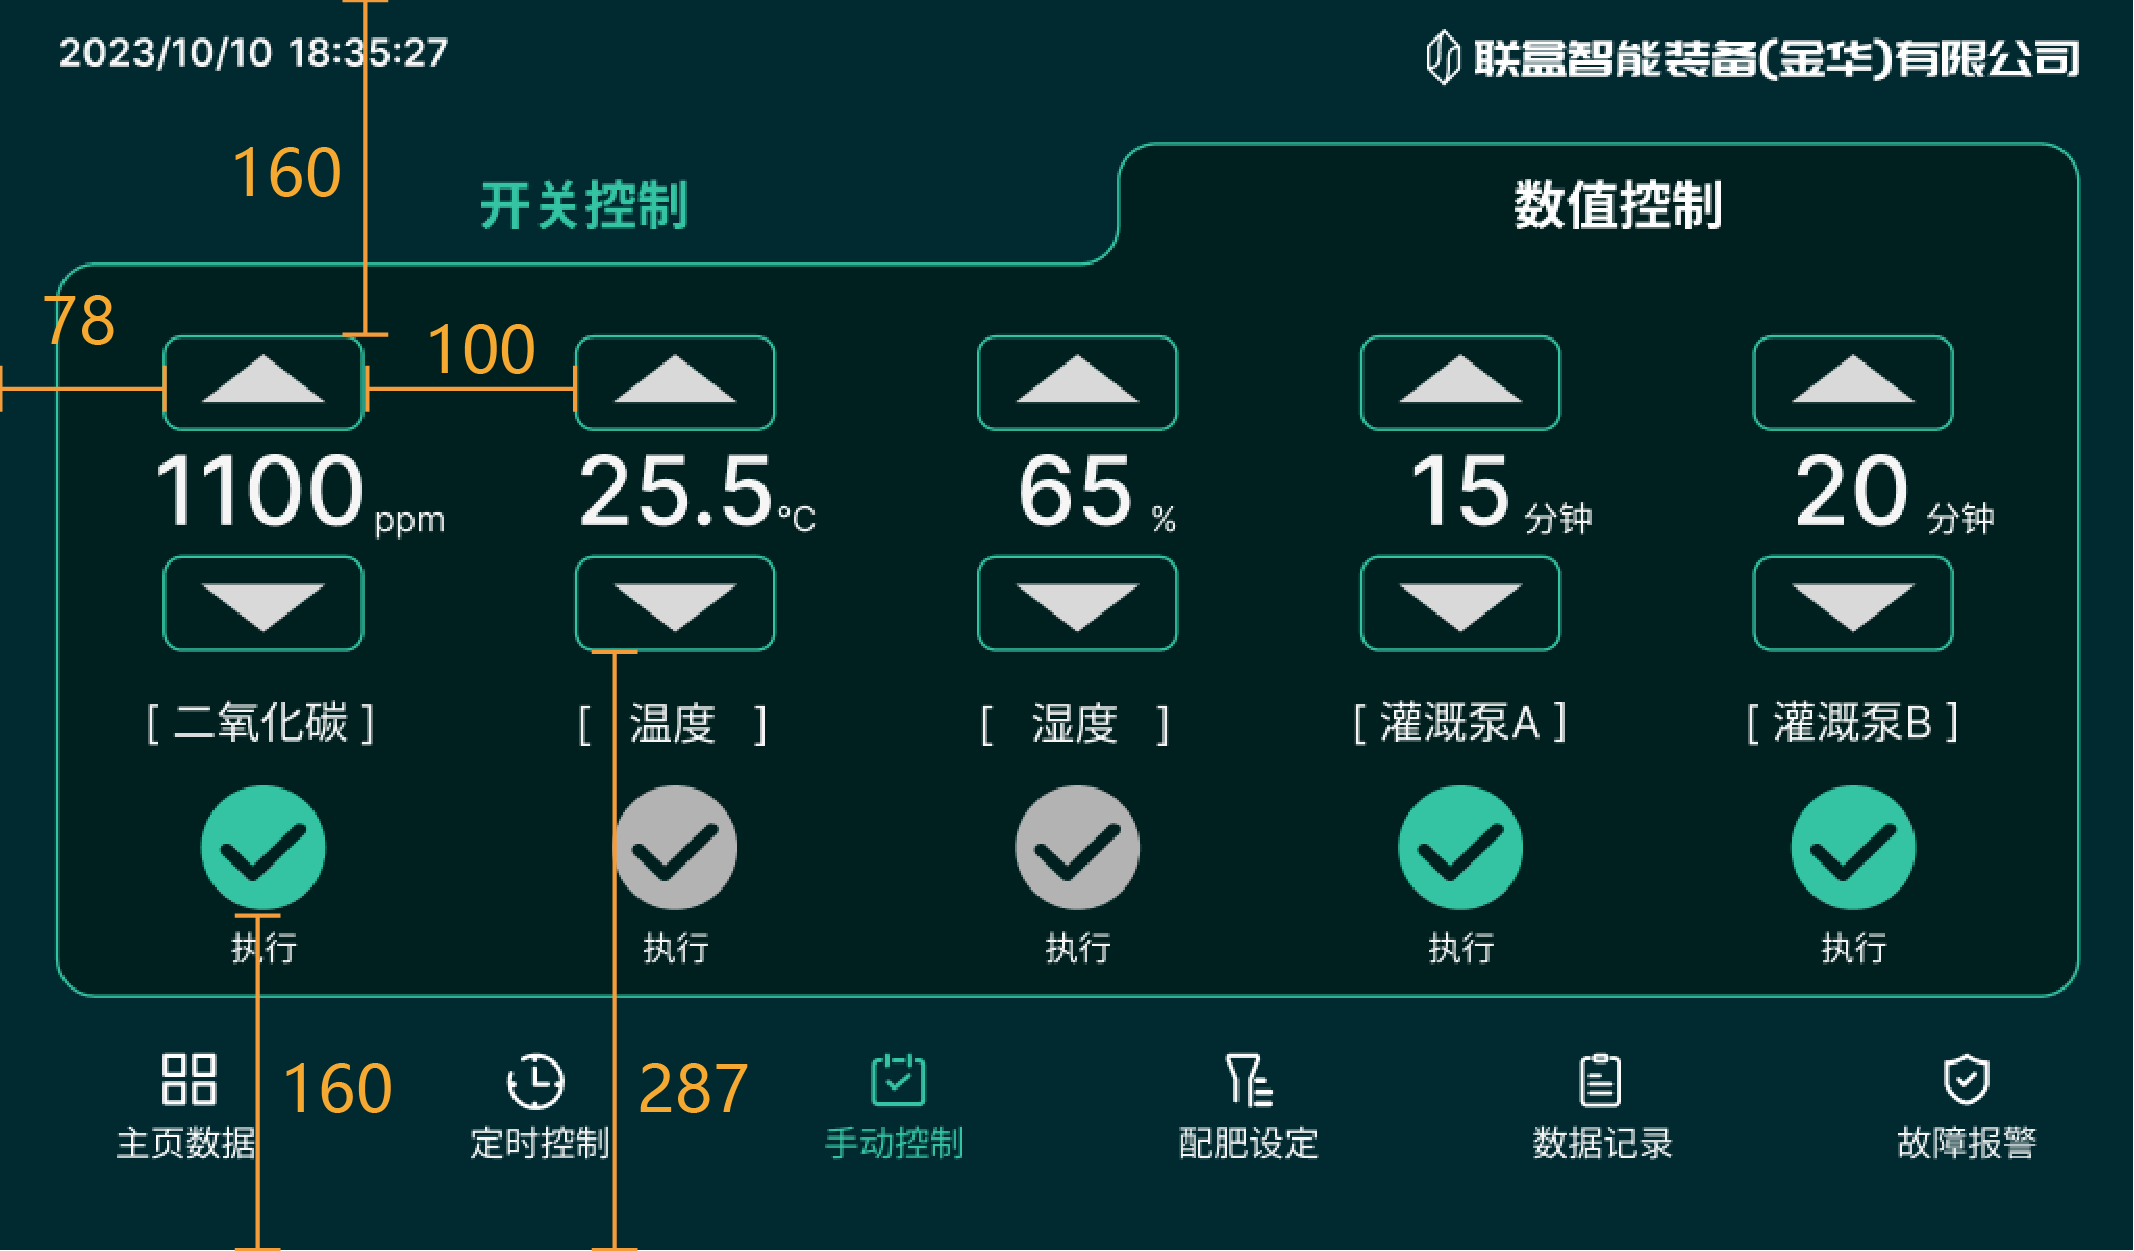 2023/10/10 18:35:27
联盒智能装备(金华)有限公司
160
开关控制
数值控制
78
100
1100 ppm
25.5 °C
65 %
15 分钟
20 分钟
[ 二氧化碳 ]
[ 温度 ]
[ 湿度 ]
[ 灌溉泵A ]
[ 灌溉泵B ]
执行
执行
执行
执行
执行
160
287
主页数据
定时控制
手动控制
配肥设定
数据记录
故障报警